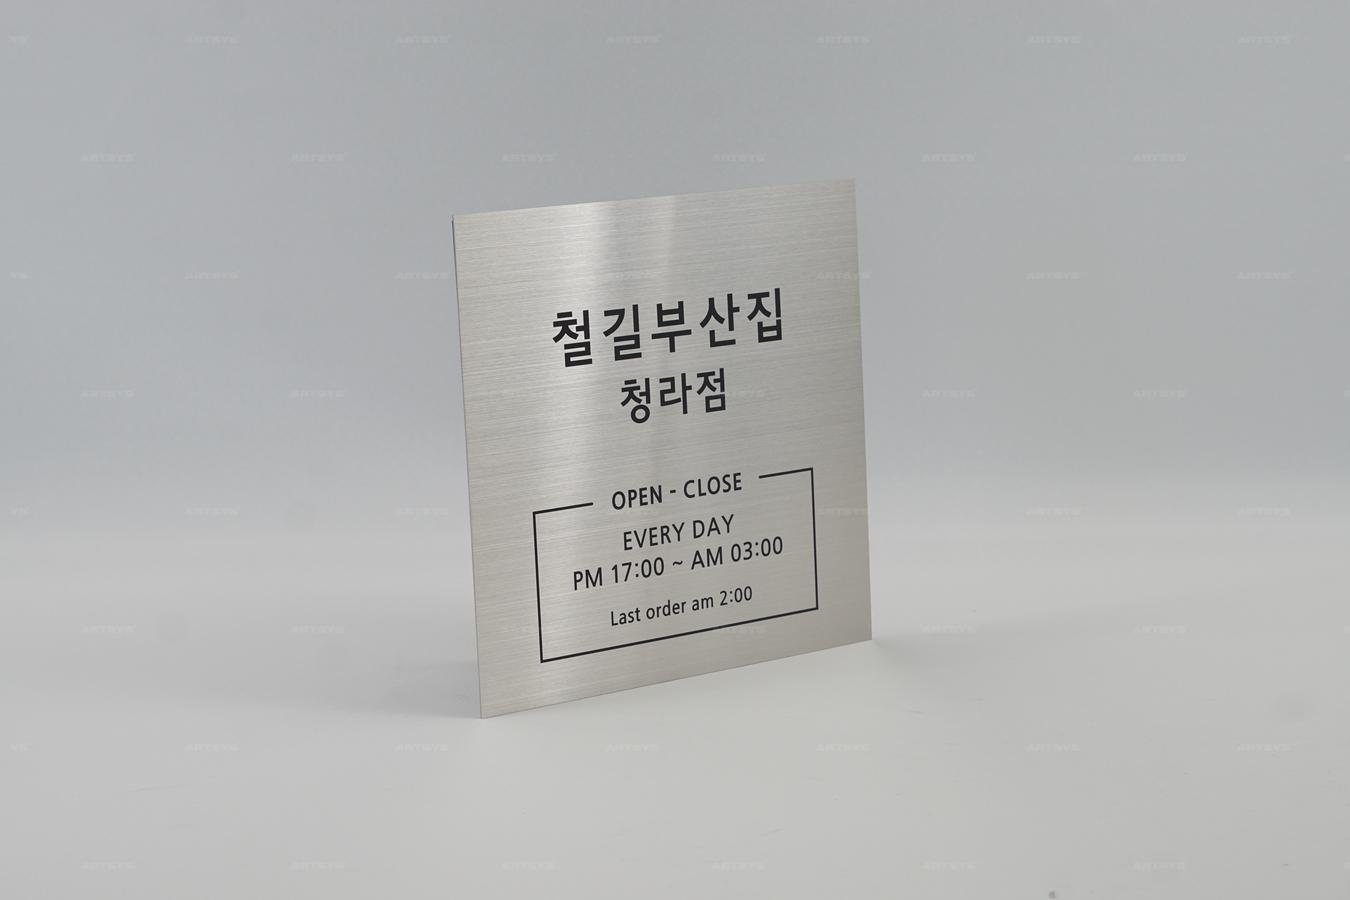 철길부산집
청라점
OPEN - CLOSE
EVERY DAY
PM 17:00 ~ AM 03:00
Last order am 2:00
ARTSYS